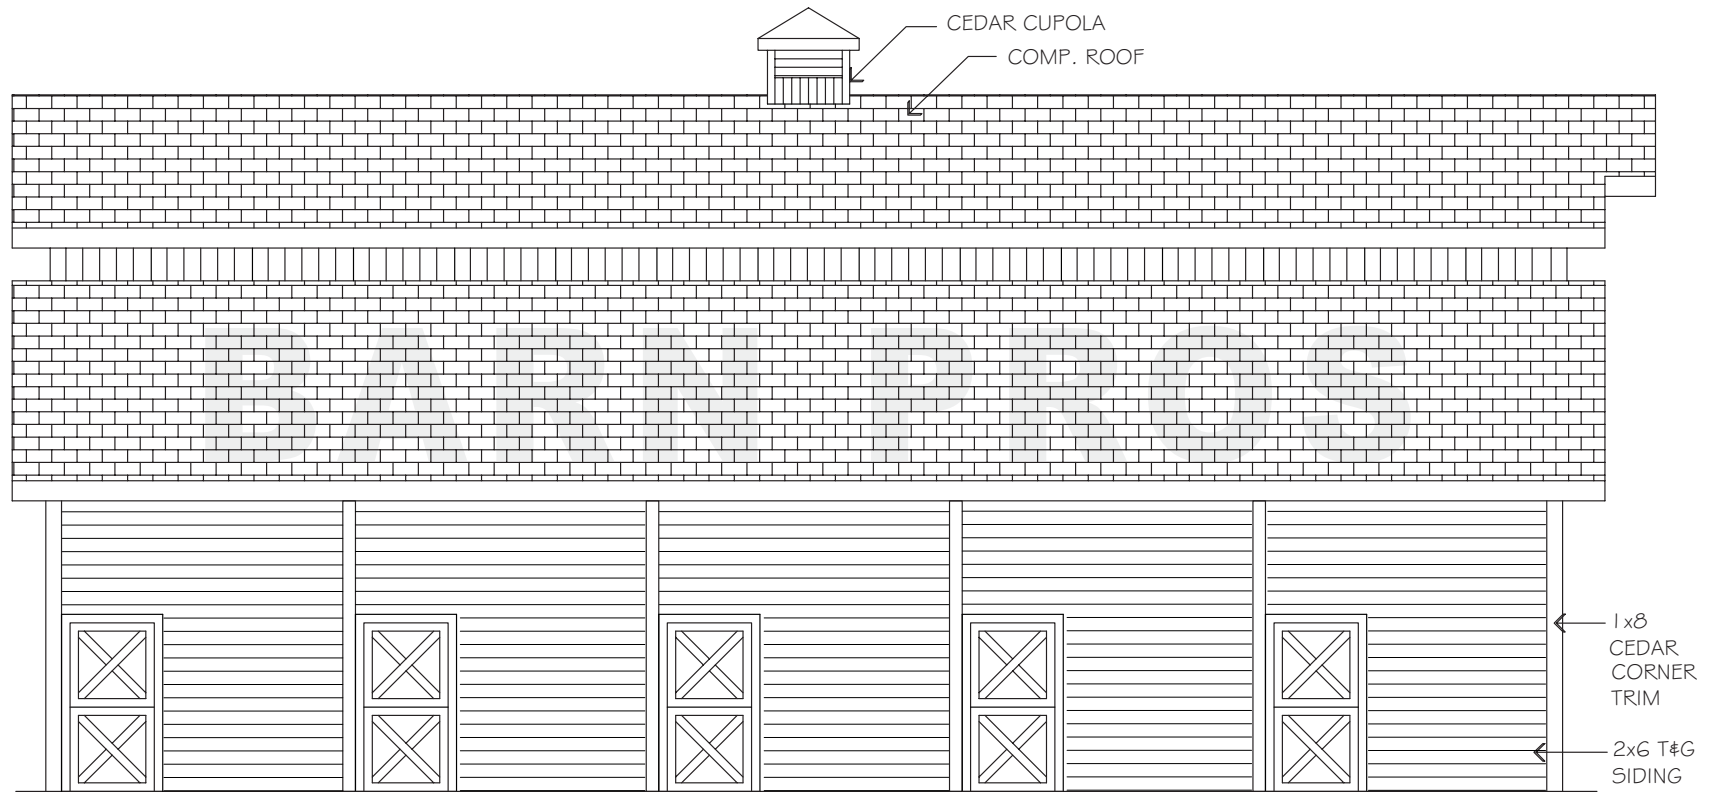 CEDAR CUPOLA
COMP. ROOF
BARN PROS
1x8
CEDAR
CORNER
TRIM
2x6 T&G
SIDING